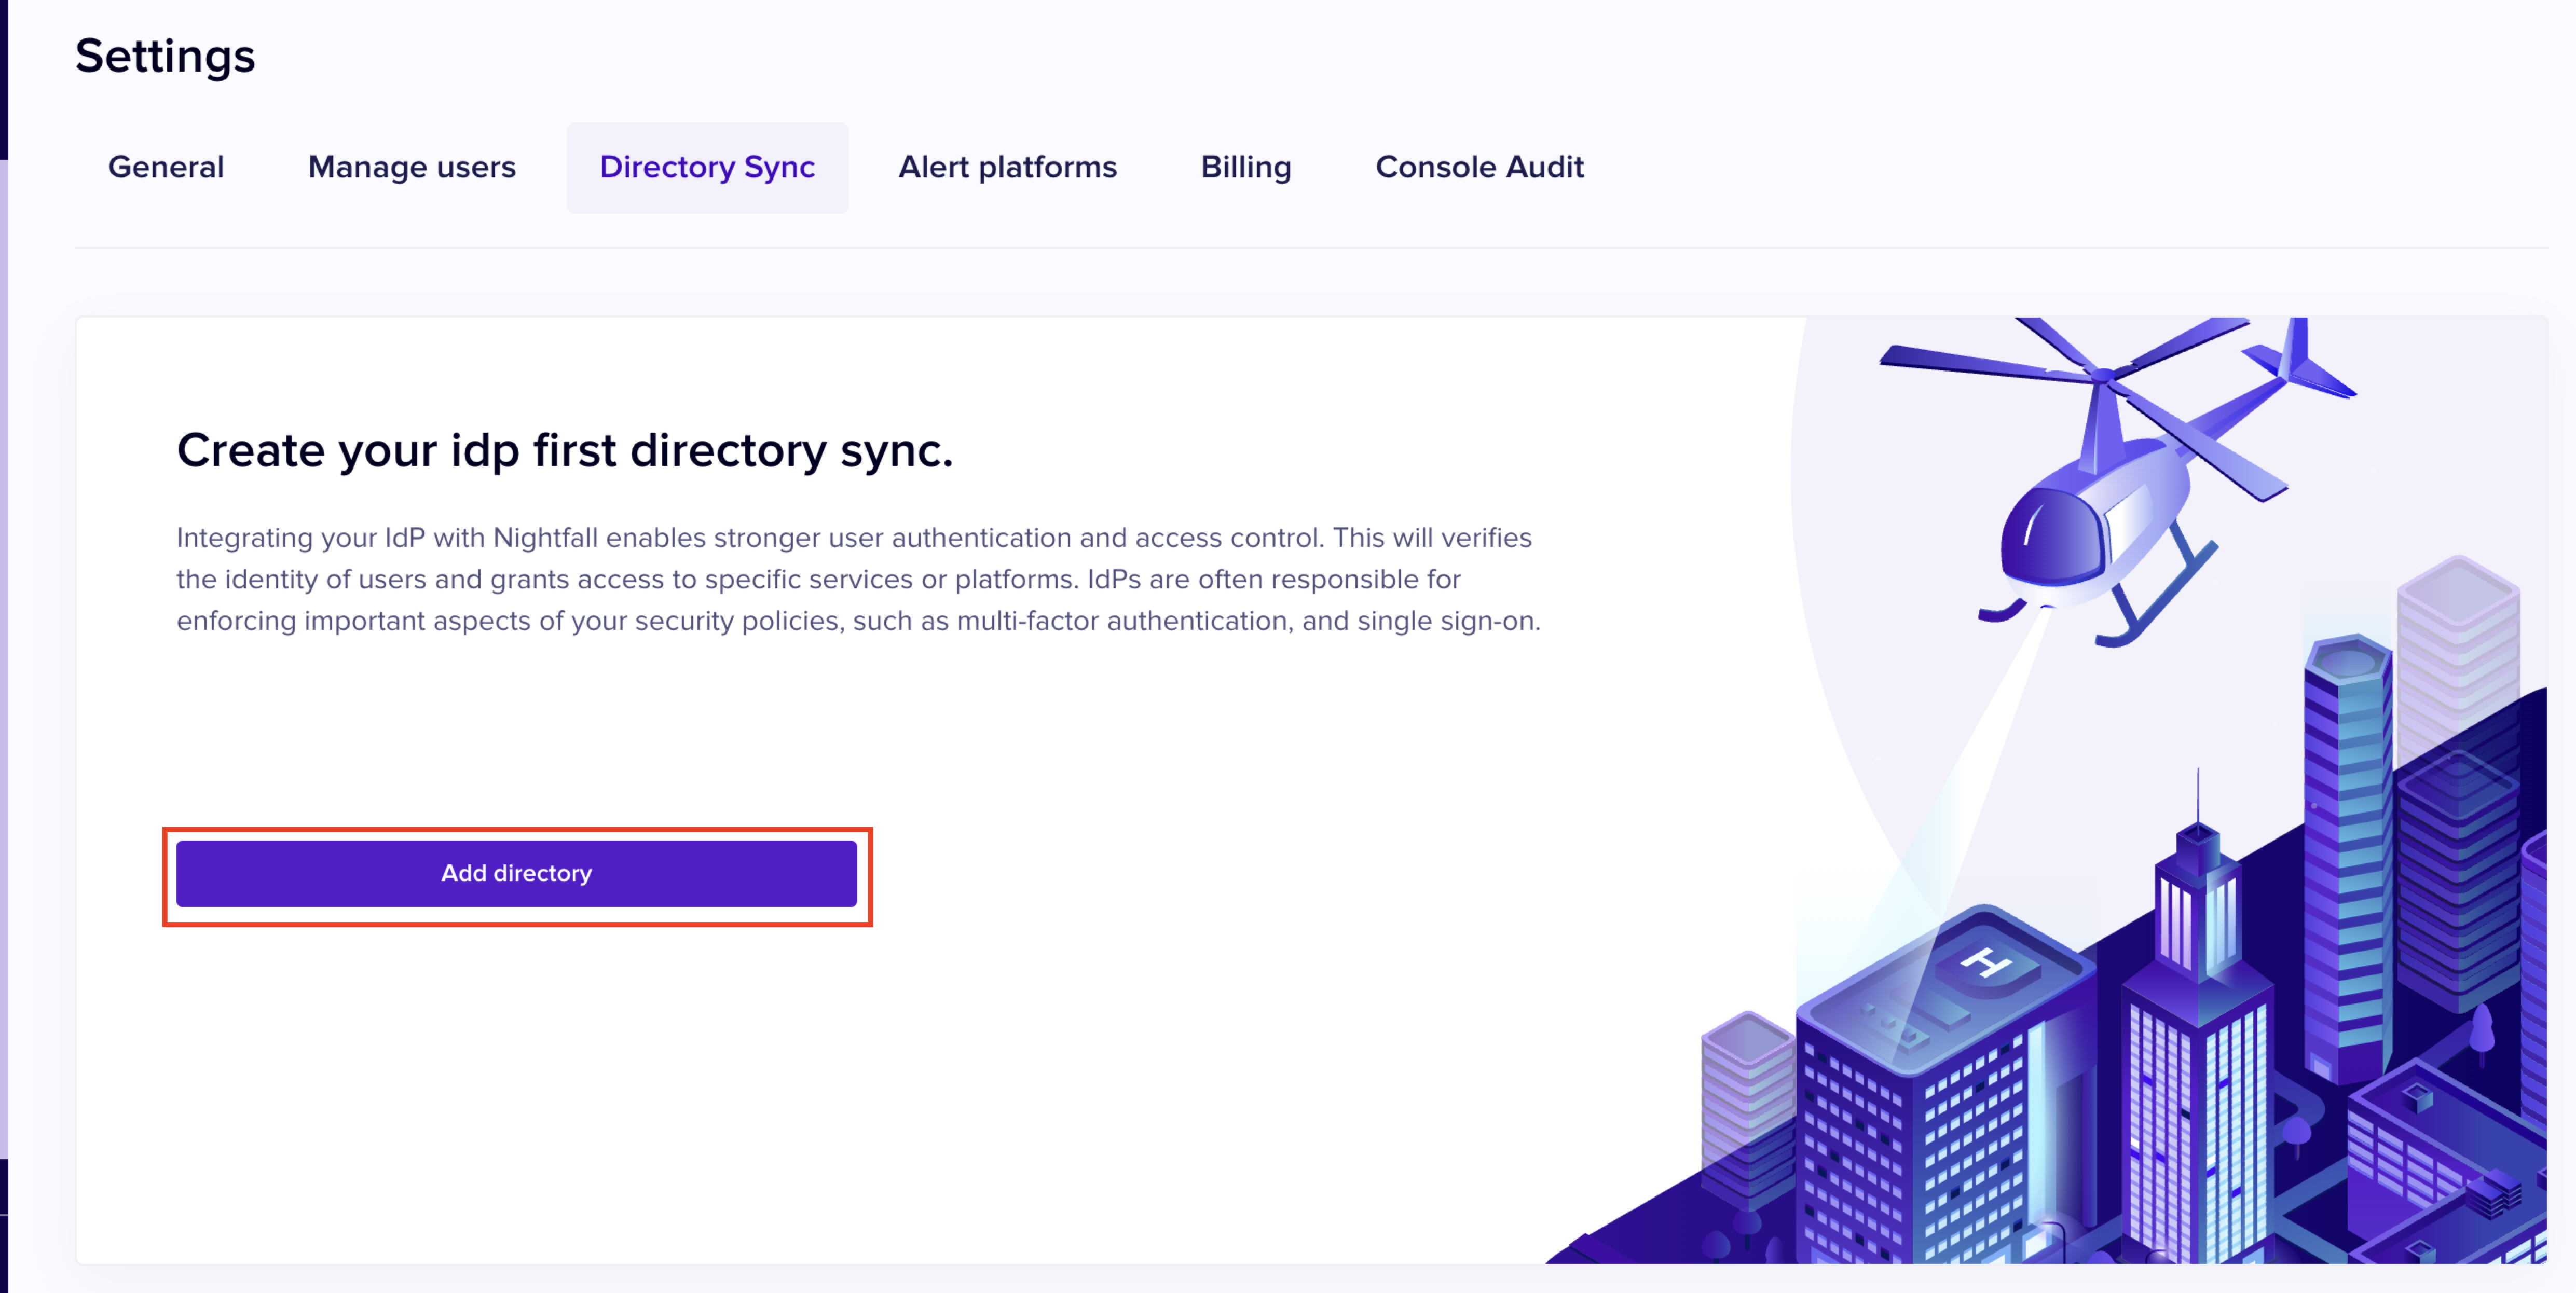 Settings
General Manage users Directory Sync Alert platforms Billing Console Audit
Create your idp first directory sync.
Integrating your IdP with Nightfall enables stronger user authentication and access control. This will verifies
the identity of users and grants access to specific services or platforms. IdPs are often responsible for
enforcing important aspects of your security policies, such as multi-factor authentication, and single sign-on.
Add directory
H